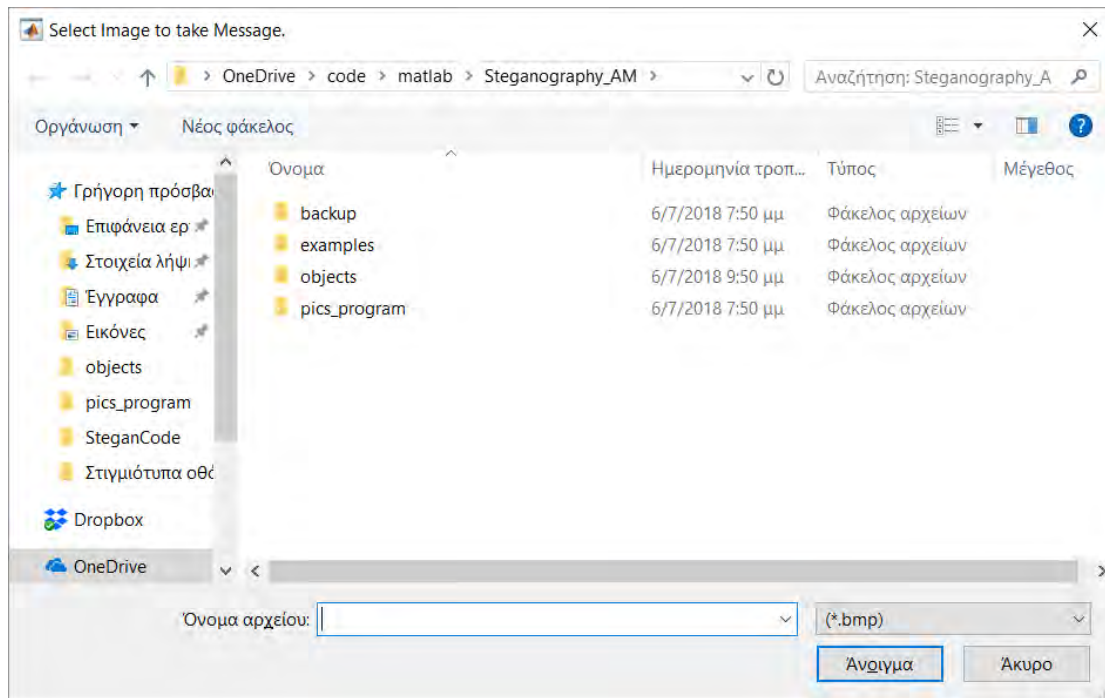 Select Image to take Message.
> OneDrive > code > matlab > Steganography_AM >
Αναζήτηση: Steganography_A
Οργάνωση
Νέος φάκελος
Όνομα Ημερομηνία τροπ... Τύπος Μέγεθος
Γρήγορη πρόσβα
Επιφάνεια ερ
Στοιχεία λήψι
Έγγραφα
Εικόνες
objects
pics_program
SteganCode
Στιγμιότυπα οθό
Dropbox
OneDrive
backup 6/7/2018 7:50 μμ Φάκελος αρχείων
examples 6/7/2018 7:50 μμ Φάκελος αρχείων
objects 6/7/2018 9:50 μμ Φάκελος αρχείων
pics_program 6/7/2018 7:50 μμ Φάκελος αρχείων
Όνομα αρχείου:
(*.bmp)
Άνοιγμα Άκυρο